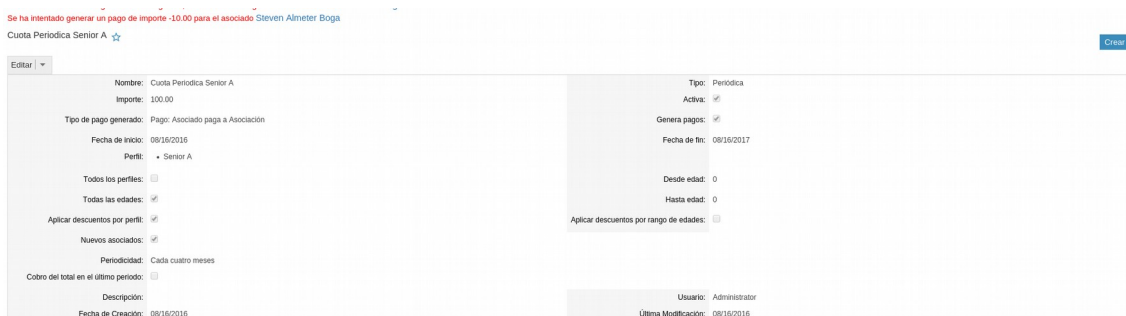 Se ha intentado generar un pago de importe -10.00 para el asociado Steven Almeter Boga
Cuota Periodica Senior A
Crear
Editar
Nombre: Cuota Periodica Senior A Tipo: Periódica
Importe: 100.00 Activa:
Tipo de pago generado: Pago: Asociado paga a Asociación Genera pagos:
Fecha de inicio: 08/16/2016 Fecha de fin: 08/16/2017
Perfil: • Senior A
Todos los perfiles: Desde edad: 0
Todas las edades: Hasta edad: 0
Aplicar descuentos por perfil: Aplicar descuentos por rango de edades:
Nuevos asociados:
Periodicidad: Cada cuatro meses
Cobro del total en el último periodo:
Descripción: Usuario: Administrator
Fecha de Creación: 08/16/2016 Última Modificación: 08/16/2016